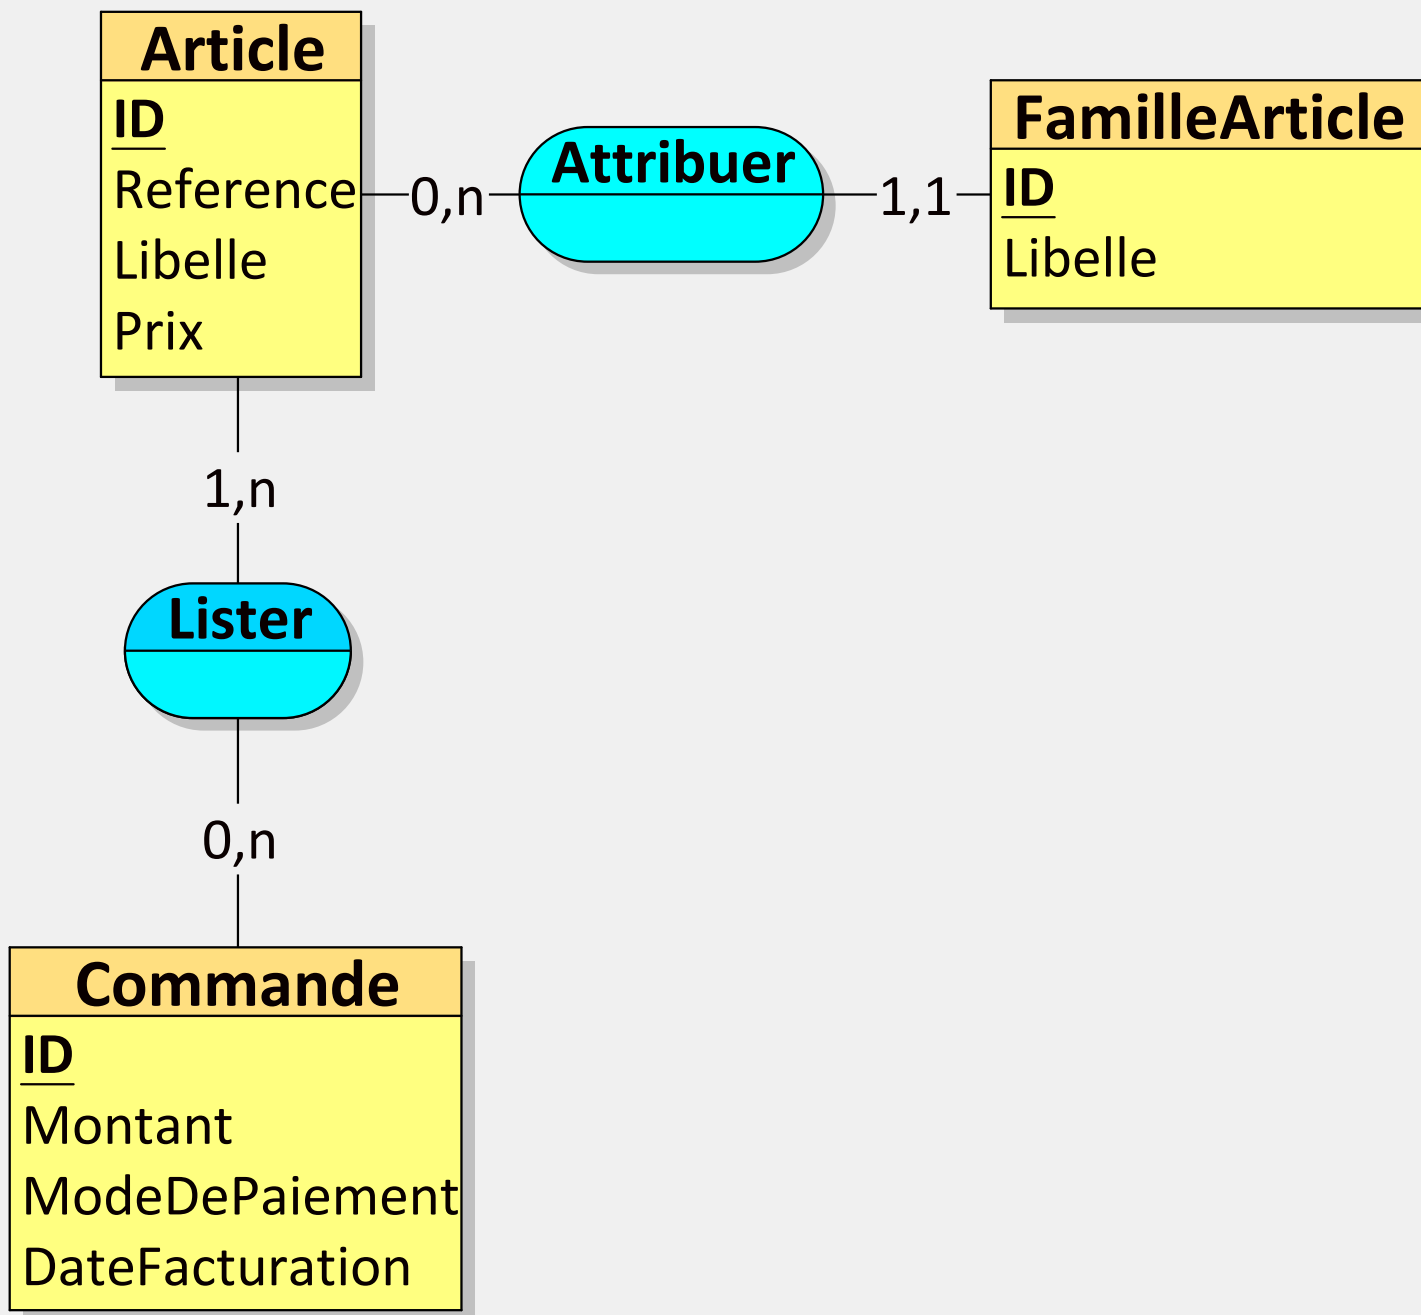 Article
ID
Reference
Libelle
Prix
0,n
Attribuer
1,1
FamilleArticle
ID
Libelle
1,n
Lister
0,n
Commande
ID
Montant
ModeDePaiement
DateFacturation